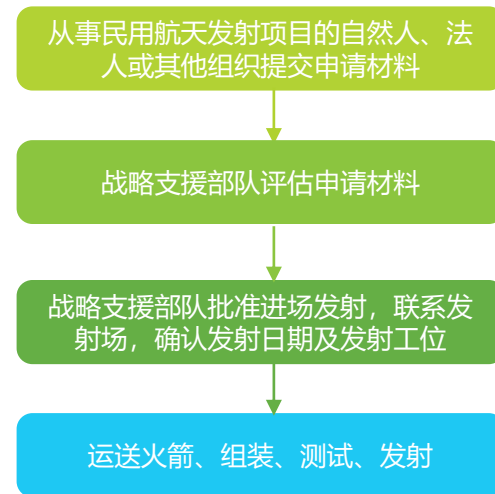 从事民用航天发射项目的自然人、法
人或其他组织提交申请材料
战略支援部队评估申请材料
战略支援部队批准进场发射，联系发
射场，确认发射日期及发射工位
运送火箭、组装、测试、发射